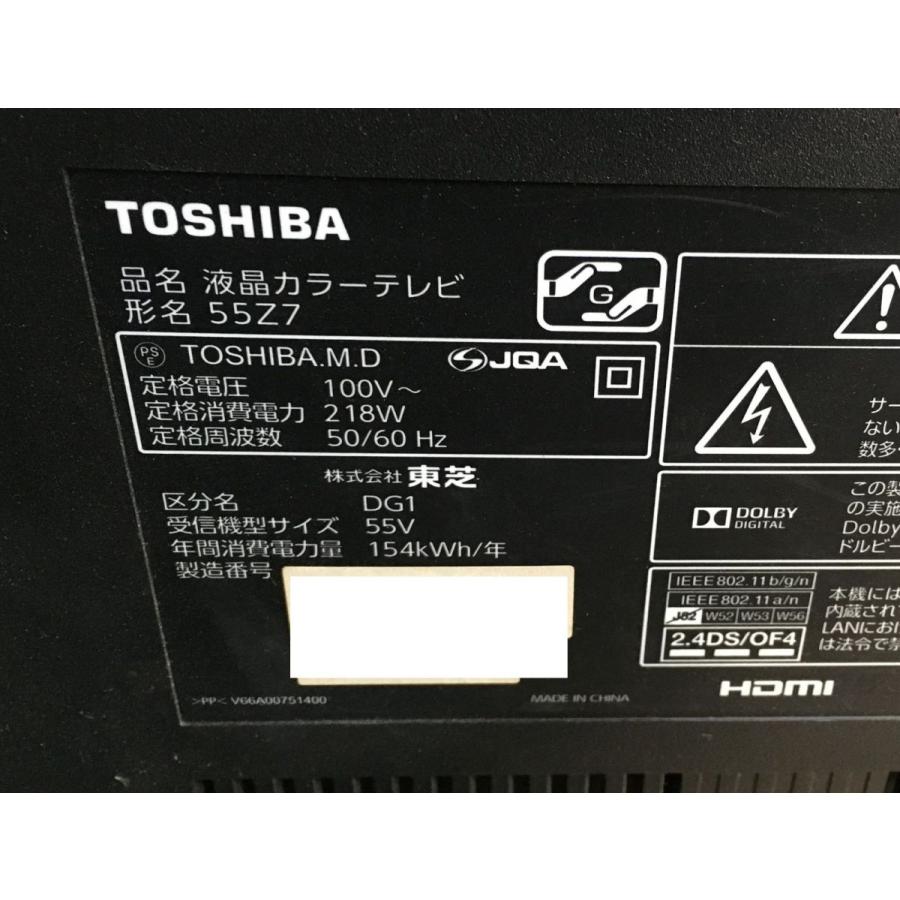 TOSHIBA
品名 液晶カラーテレビ
形名 55Z7
G
PS
E
TOSHIBA.M.D
JQA
定格電圧 100V～
定格消費電力 218W
定格周波数 50/60 Hz
株式会社 東芝
区分名 DG1
受信機型サイズ 55V
年間消費電力量 154kWh/年
製造番号
>PP< V66A00751400
MADE IN CHINA
サー
ない
数多
DOLBY
DIGITAL
この製
の実施
Dolby
ドルビー
IEEE802.11b/g/n
IEEE802.11a/n
J52 W52 W53 W56
2.4DS/OF4
本機には
内蔵され
LANにお
は法令で禁
HDMI